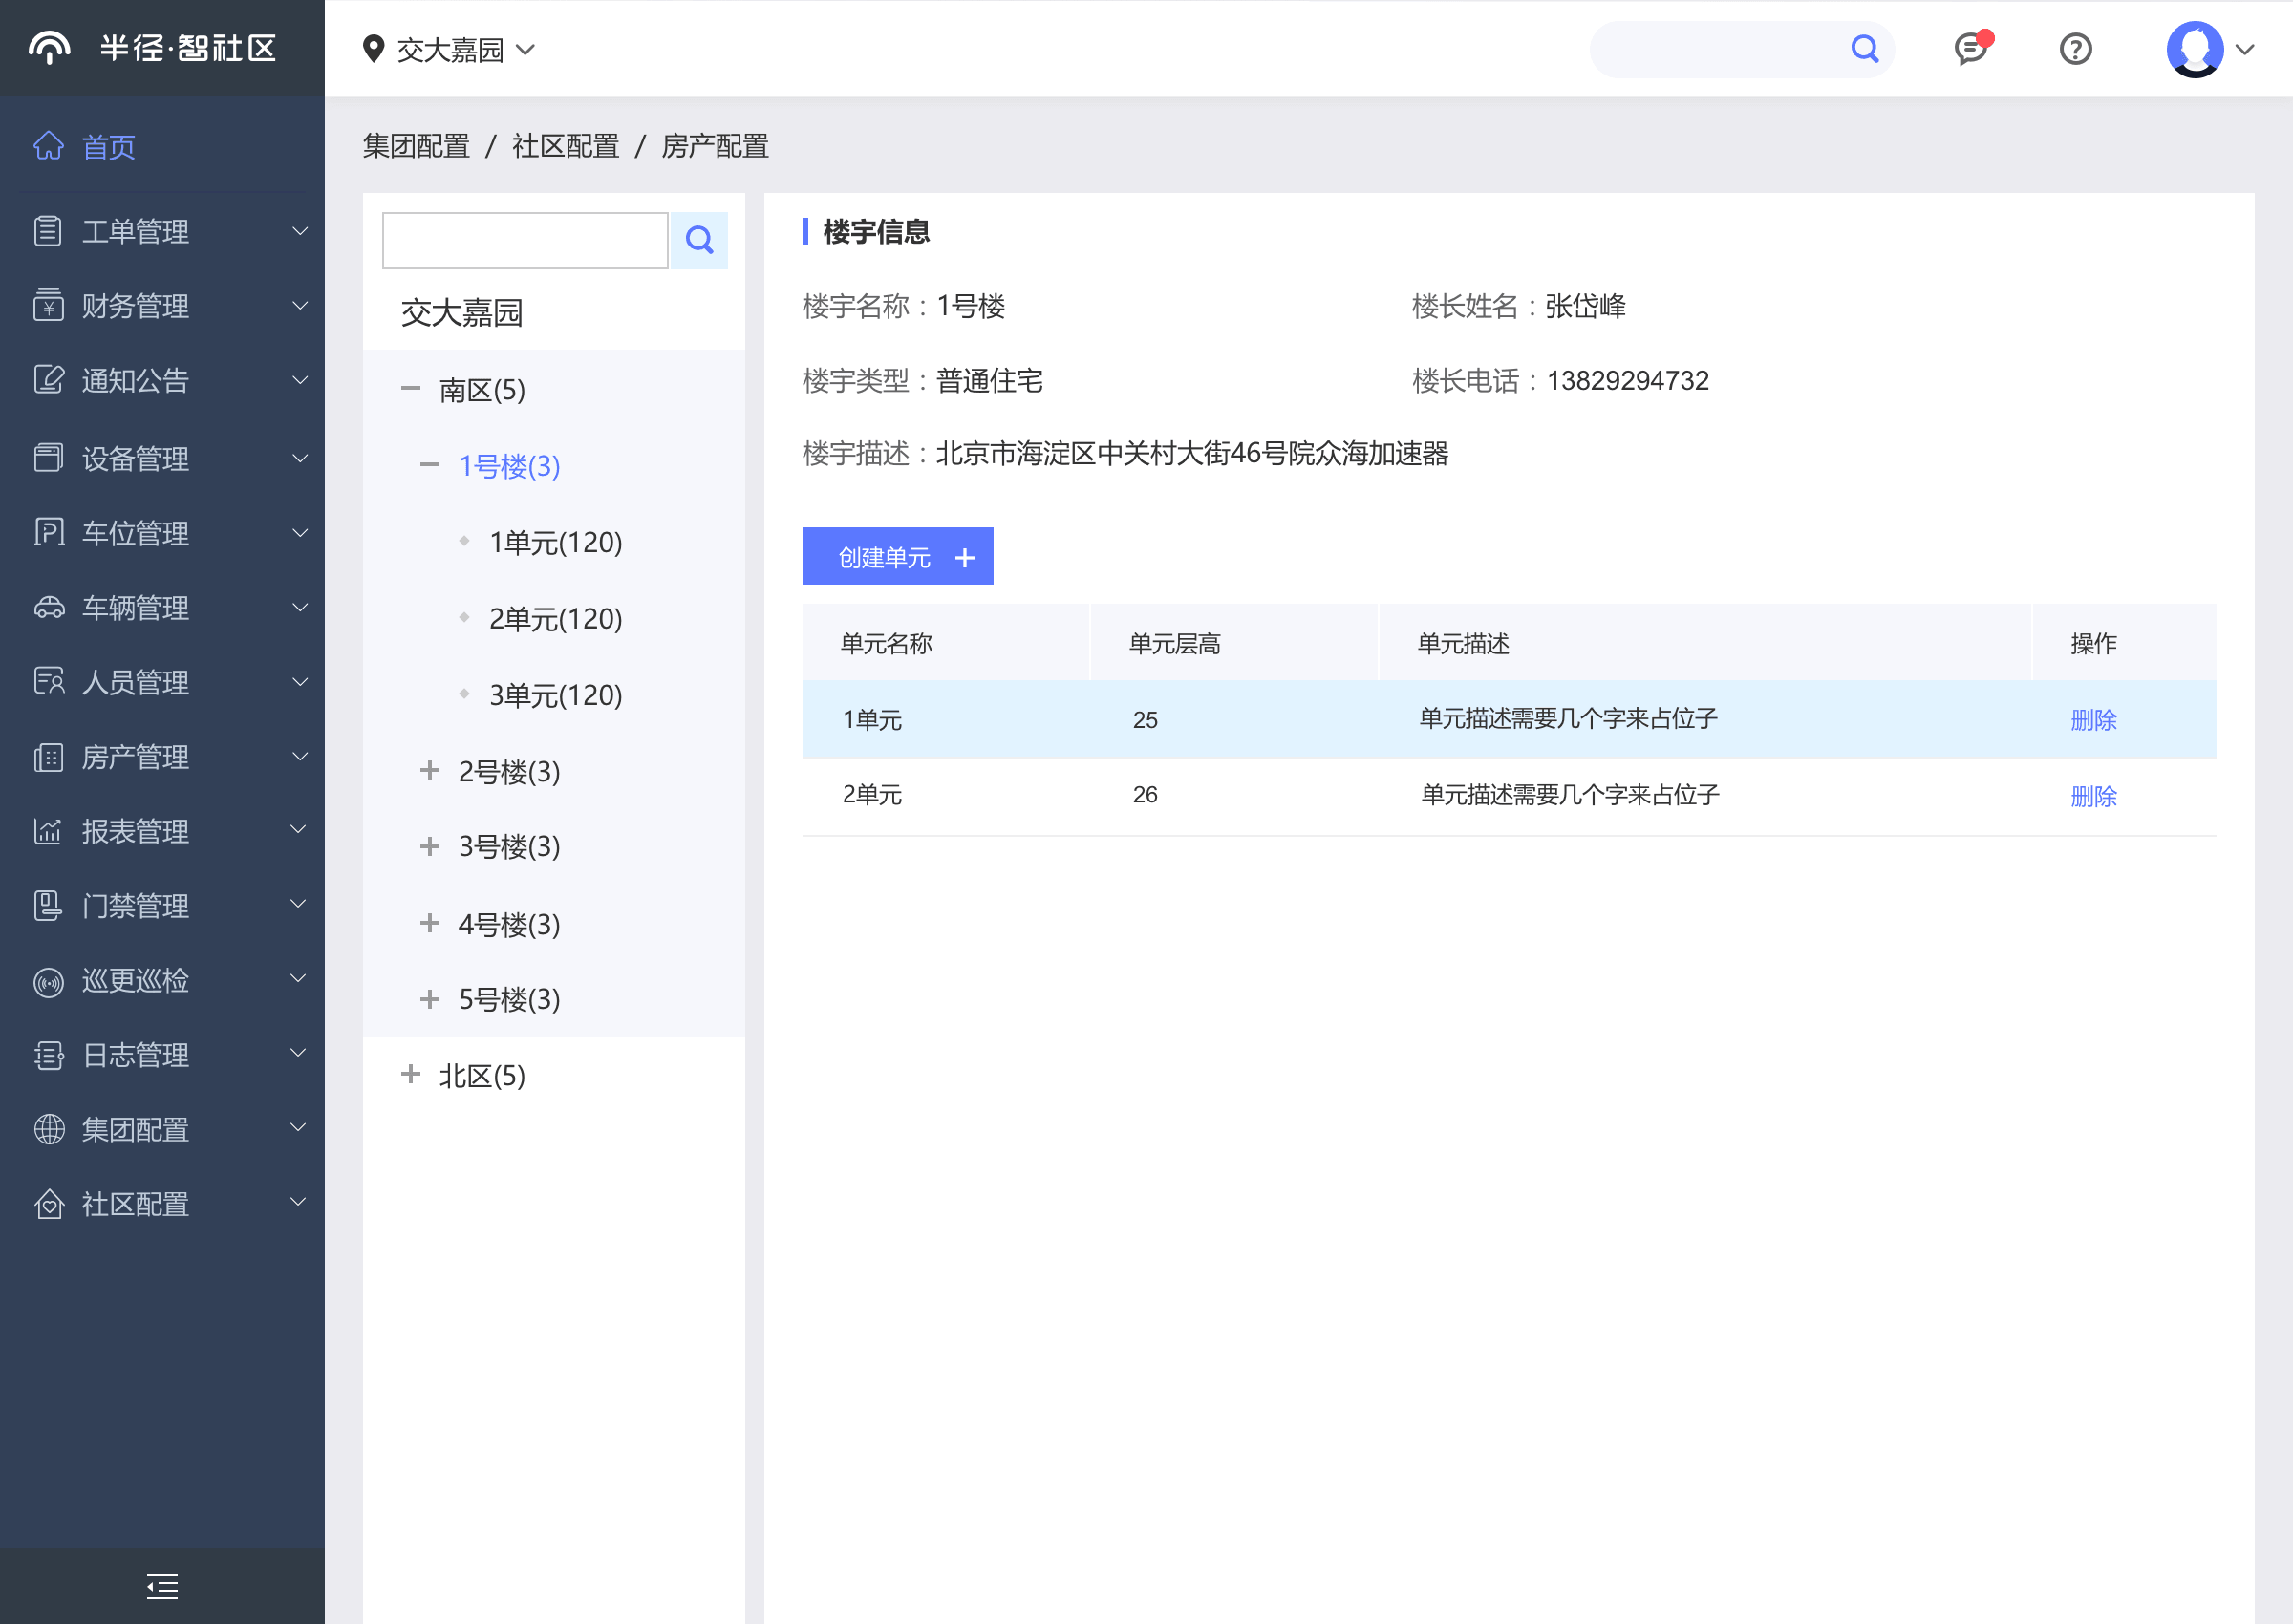 半径·智社区
交大嘉园
首页
工单管理
财务管理
通知公告
设备管理
车位管理
车辆管理
人员管理
房产管理
报表管理
门禁管理
巡更巡检
日志管理
集团配置
社区配置
集团配置 / 社区配置 / 房产配置
交大嘉园
南区(5)
1号楼(3)
1单元(120)
2单元(120)
3单元(120)
2号楼(3)
3号楼(3)
4号楼(3)
5号楼(3)
北区(5)
楼宇信息
楼宇名称：1号楼 楼长姓名：张岱峰
楼宇类型：普通住宅 楼长电话：13829294732
楼宇描述：北京市海淀区中关村大街46号院众海加速器
创建单元 +
单元名称 单元层高 单元描述 操作
1单元 25 单元描述需要几个字来占位子 删除
2单元 26 单元描述需要几个字来占位子 删除